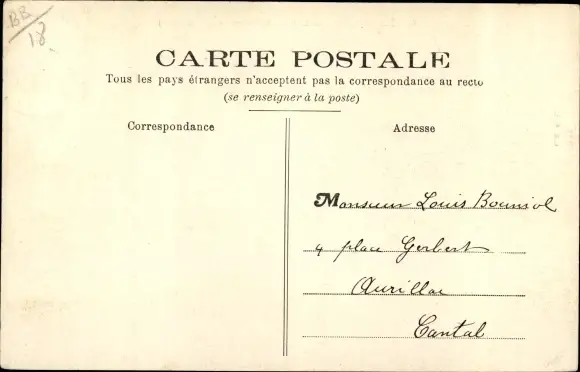 BB
18
CARTE POSTALE
Tous les pays étrangers n'acceptent pas la correspondance au recto
(se renseigner à la poste)
Correspondance
Adresse
Monsieur Louis Bouniol
4 place Gerbert
Aurillac
Cantal